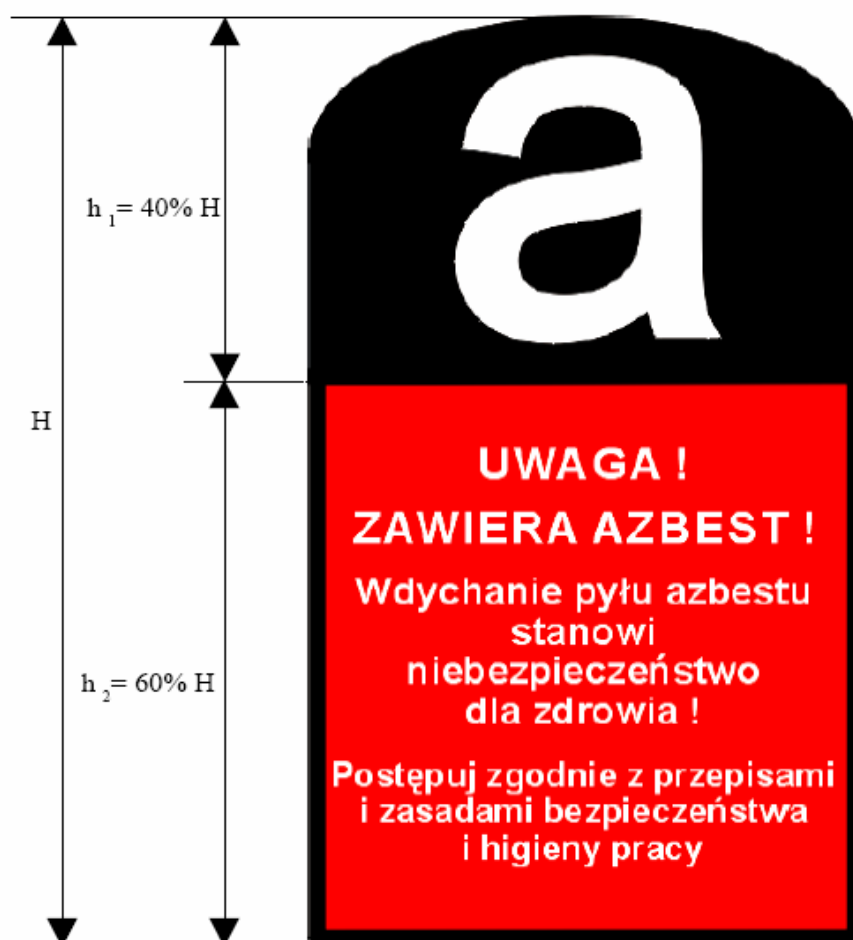 a
h 1= 40% H
H
UWAGA !
ZAWIERA AZBEST !
Wdychanie pyłu azbestu
stanowi
niebezpieczeństwo
dla zdrowia !
h 2= 60% H
Postępuj zgodnie z przepisami
i zasadami bezpieczeństwa
i higieny pracy